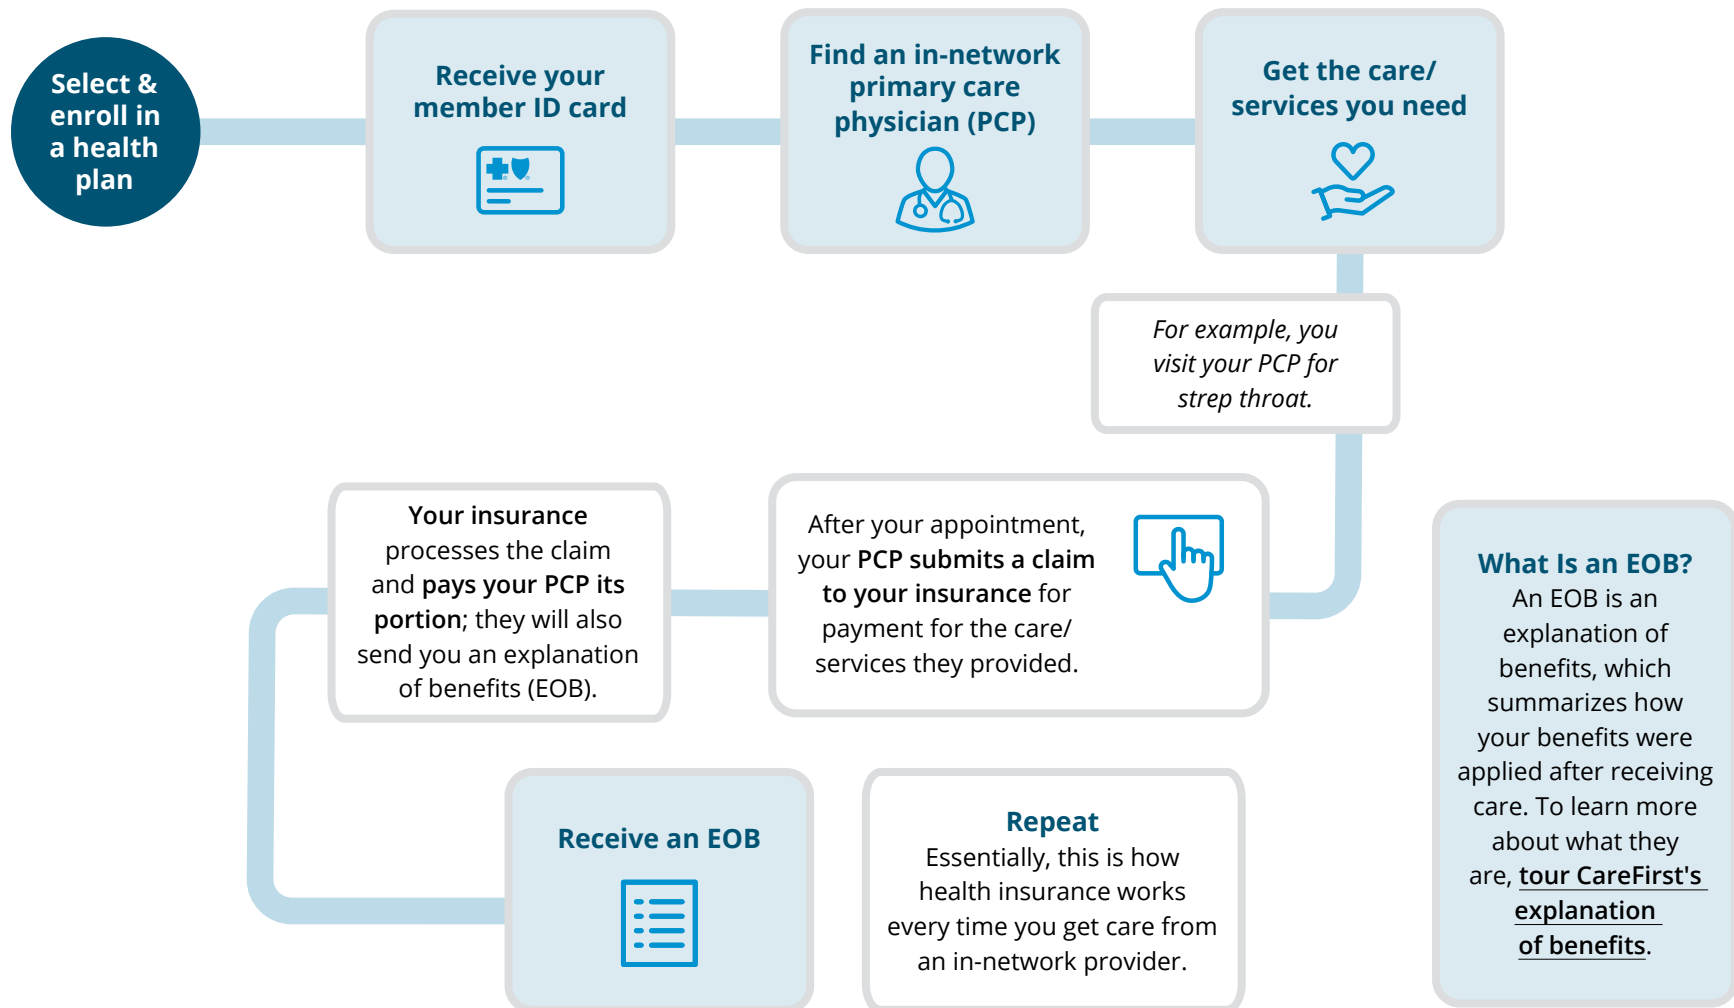 Select &
enroll in
a health
plan
Receive your
member ID card
Find an in-network
primary care
physician (PCP)
Get the care/
services you need
For example, you
visit your PCP for
strep throat.
After your appointment,
your PCP submits a claim
to your insurance for
payment for the care/
services they provided.
Your insurance
processes the claim
and pays your PCP its
portion; they will also
send you an explanation
of benefits (EOB).
Receive an EOB
Repeat
Essentially, this is how
health insurance works
every time you get care from
an in-network provider.
What Is an EOB?
An EOB is an
explanation of
benefits, which
summarizes how
your benefits were
applied after receiving
care. To learn more
about what they
are, tour CareFirst's
explanation
of benefits.